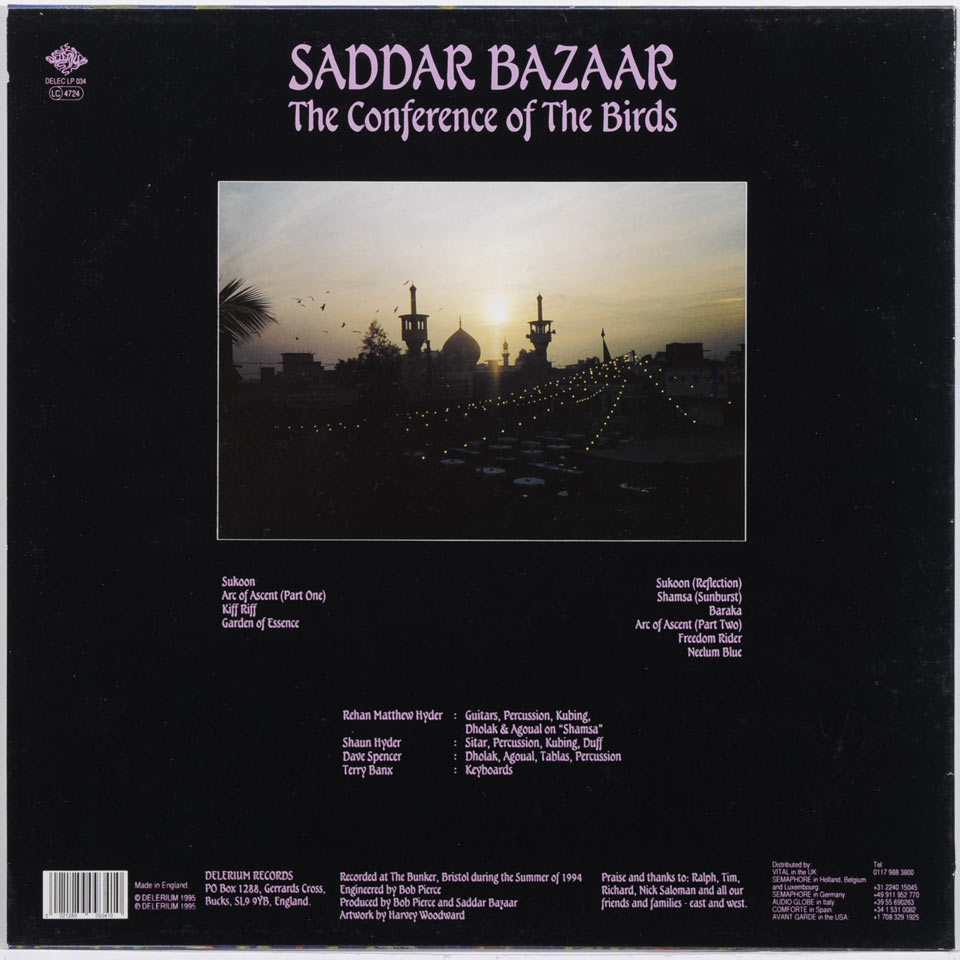 DELERIUM
DELEC LP 034
LC 4724
SADDAR BAZAAR
The Conference of The Birds
Sukoon
Arc of Ascent (Part One)
Kiff Riff
Garden of Essence
Sukoon (Reflection)
Shamsa (Sunburst)
Baraka
Arc of Ascent (Part Two)
Freedom Rider
Neelum Blue
Rehan Matthew Hyder : Guitars, Percussion, Kubing,
Dholak & Agoual on "Shamsa"
Shaun Hyder : Sitar, Percussion, Kubing, Duff
Dave Spencer : Dholak, Agoual, Tablas, Percussion
Terry Banx : Keyboards
Made in England
℗ DELERIUM 1995
© DELERIUM 1995
DELERIUM RECORDS
PO Box 1288, Gerrards Cross,
Bucks, SL9 9YB, England.
Recorded at The Bunker, Bristol during the Summer of 1994
Engineered by Bob Pierce
Produced by Bob Pierce and Saddar Bazaar
Artwork by Harvey Woodward
Praise and thanks to: Ralph, Tim,
Richard, Nick Saloman and all our
friends and families - east and west.
Distributed by: Tel
VITAL in the UK 0117 988 3800
SEMAPHORE in Holland, Belgium
and Luxembourg: +31 2240 15045
SEMAPHORE in Germany +49 911 952 770
AUDIO GLOBE in Italy +39 55 690263
COMFORTE in Spain +34 1 531 0082
AVANT GARDE in the USA: +1 708 329 1925